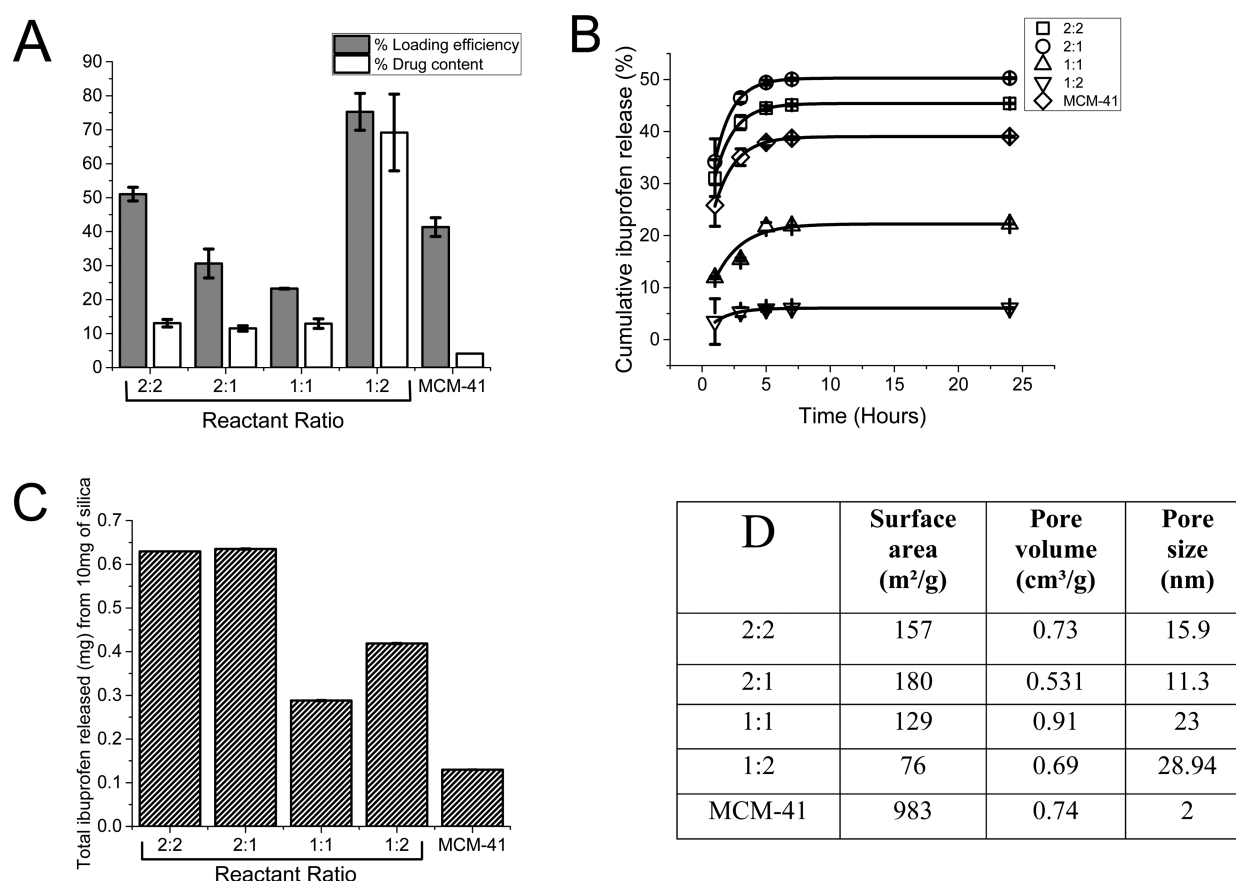 A
% Loading efficiency
% Drug content
90
80
70
60
50
40
30
20
10
0
2:2
2:1
1:1
1:2
MCM-41
Reactant Ratio
B
2:2
2:1
1:1
1:2
MCM-41
Cumulative ibuprofen release (%)
50
40
30
20
10
0
0
5
10
15
20
25
Time (Hours)
C
Total ibuprofen released (mg) from 10mg of silica
0.7
0.6
0.5
0.4
0.3
0.2
0.1
0.0
2:2
2:1
1:1
1:2
MCM-41
Reactant Ratio
D
Surface
area
(m²/g)
Pore
volume
(cm³/g)
Pore
size
(nm)
2:2 157 0.73 15.9
2:1 180 0.531 11.3
1:1 129 0.91 23
1:2 76 0.69 28.94
MCM-41 983 0.74 2